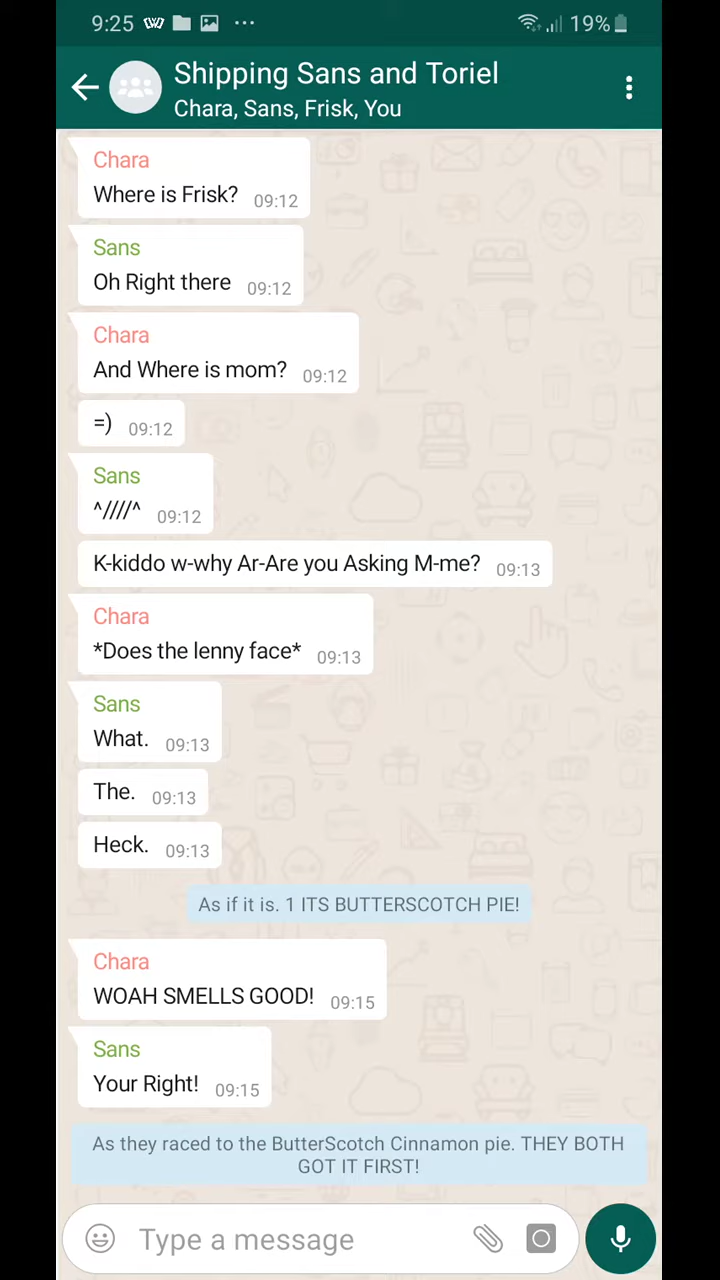 9:25
19%
Shipping Sans and Toriel
Chara, Sans, Frisk, You
Chara
Where is Frisk? 09:12
Sans
Oh Right there 09:12
Chara
And Where is mom? 09:12
=) 09:12
Sans
^////^ 09:12
K-kiddo w-why Ar-Are you Asking M-me? 09:13
Chara
*Does the lenny face* 09:13
Sans
What. 09:13
The. 09:13
Heck. 09:13
As if it is. 1 ITS BUTTERSCOTCH PIE!
Chara
WOAH SMELLS GOOD! 09:15
Sans
Your Right! 09:15
As they raced to the ButterScotch Cinnamon pie. THEY BOTH
GOT IT FIRST!
Type a message